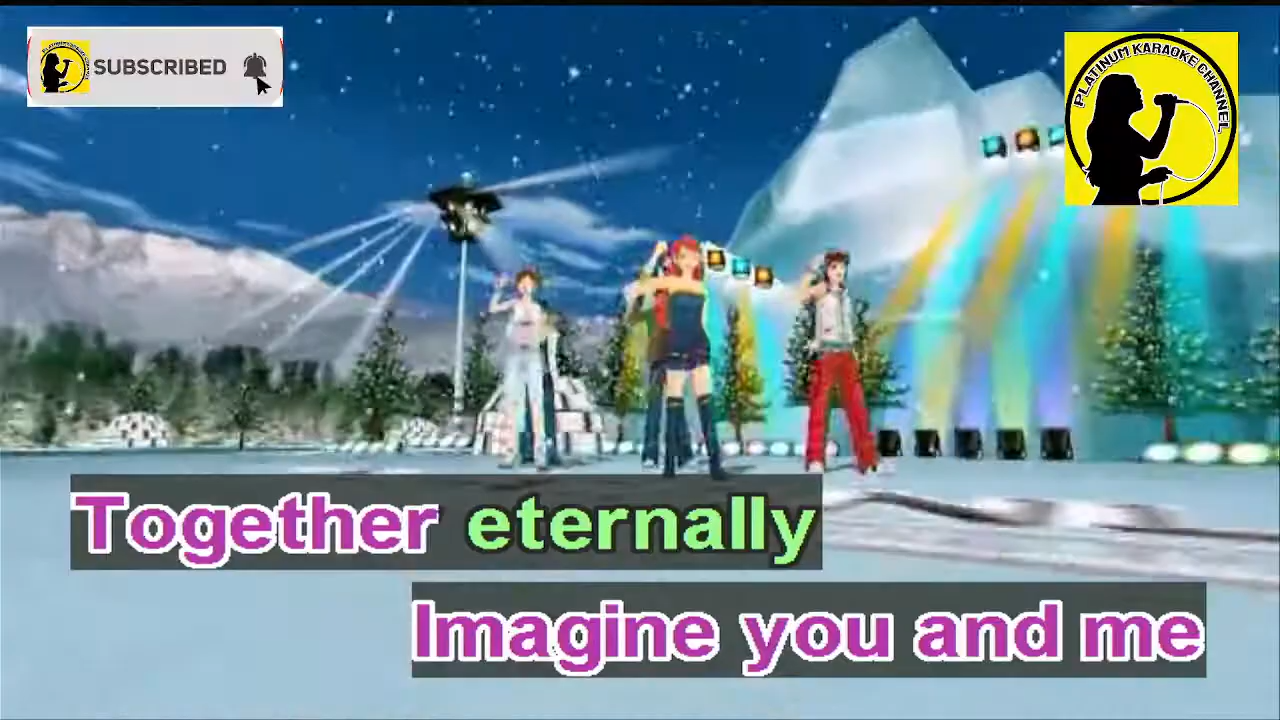 SUBSCRIBED
PLATINUM KARAOKE CHANNEL
Together eternally
Imagine you and me